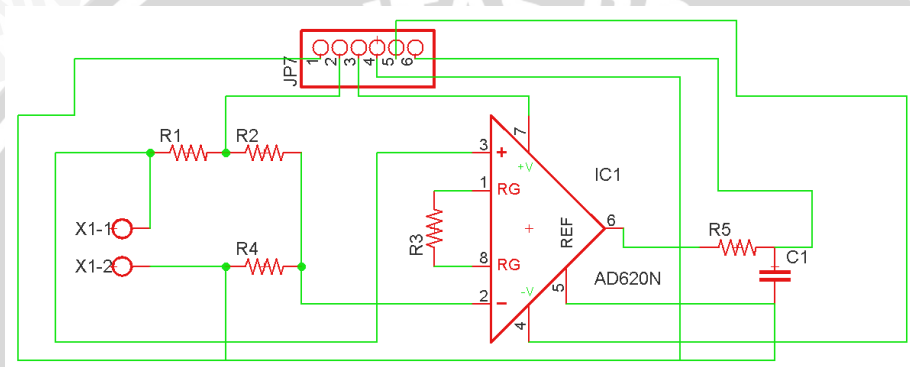 JP7
1 2 3 4 5 6
R1
R2
X1-1
X1-2
R4
R3
3
+
7
+V
1
RG
8
RG
2
-
-V
4
REF
5
6
IC1
AD620N
R5
C1